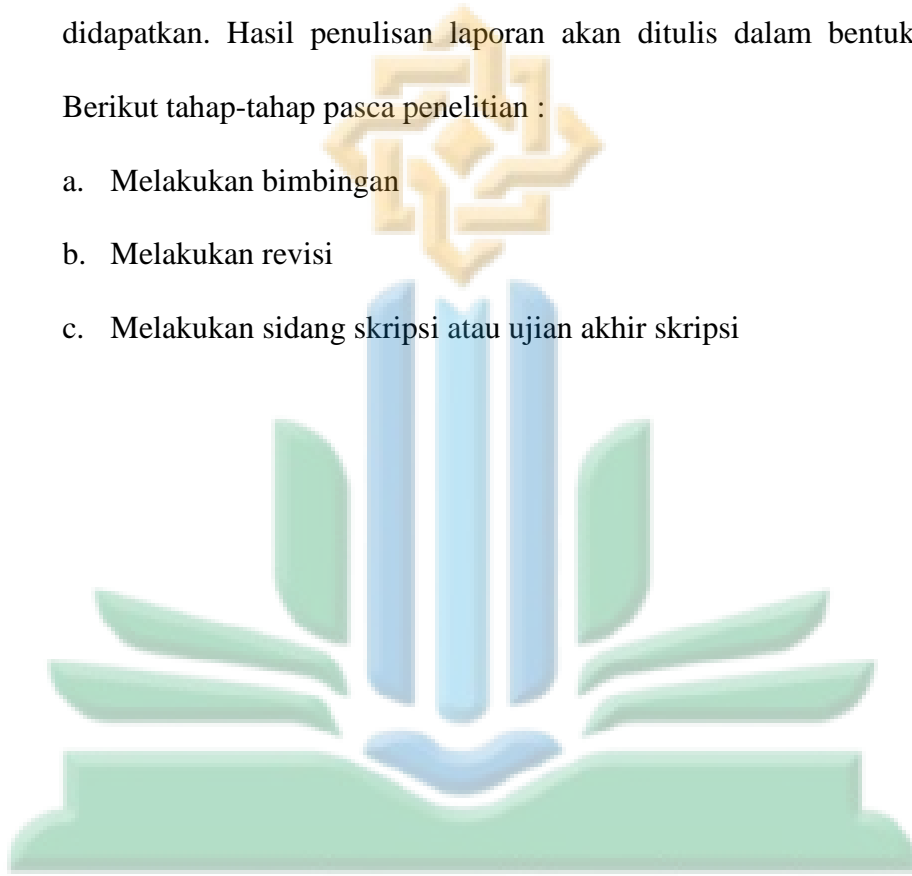 didapatkan. Hasil penulisan laporan akan ditulis dalam bentuk
Berikut tahap-tahap pasca penelitian :
a. Melakukan bimbingan
b. Melakukan revisi
c. Melakukan sidang skripsi atau ujian akhir skripsi